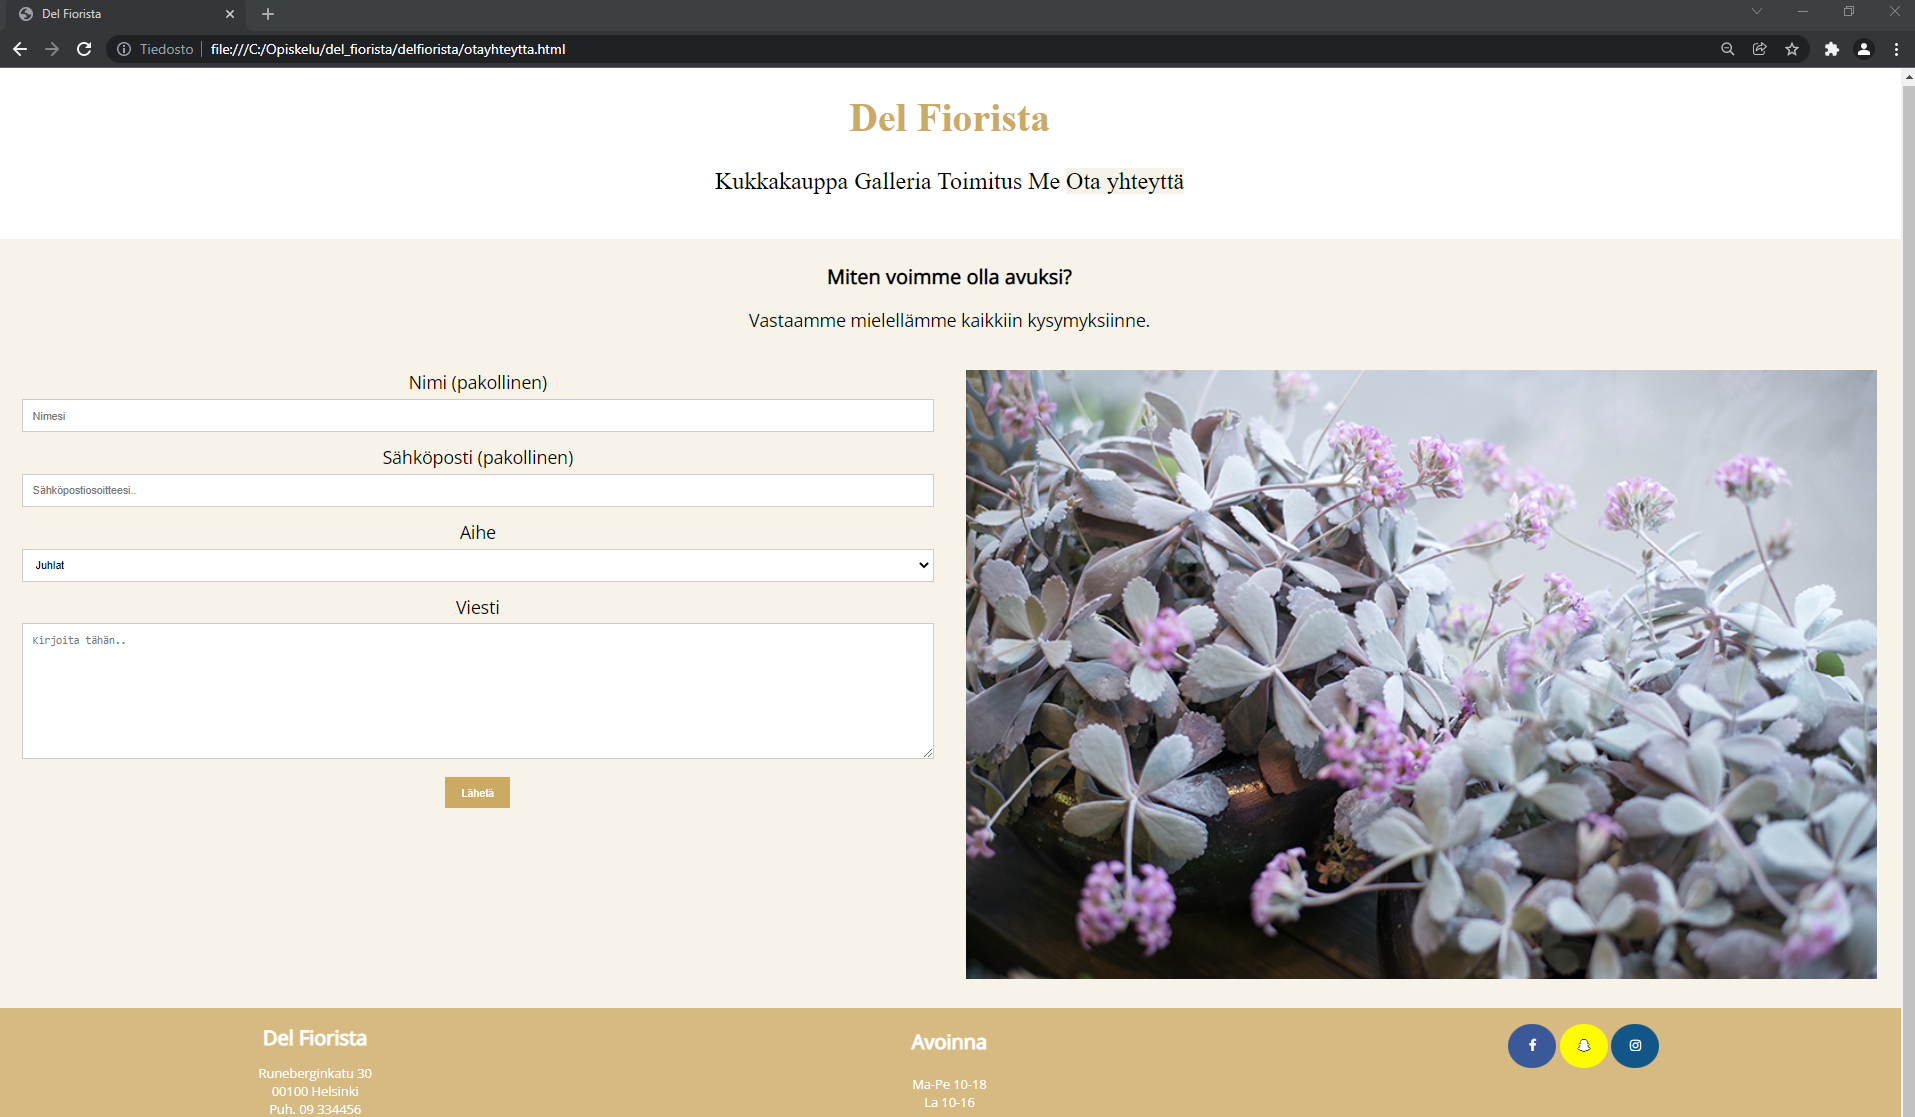 Del Fiorista
Tiedosto file:///C:/Opiskelu/del_fiorista/delfiorista/otayhteytta.html
Del Fiorista
Kukkakauppa Galleria Toimitus Me Ota yhteyttä
Miten voimme olla avuksi?
Vastaamme mielellämme kaikkiin kysymyksiinne.
Nimi (pakollinen)
Nimesi
Sähköposti (pakollinen)
Sähköpostiosoitteesi..
Aihe
Juhlat
Viesti
Kirjoita tähän..
Lähetä
Del Fiorista
Runeberginkatu 30
00100 Helsinki
Puh. 09 334456
Avoinna
Ma-Pe 10-18
La 10-16